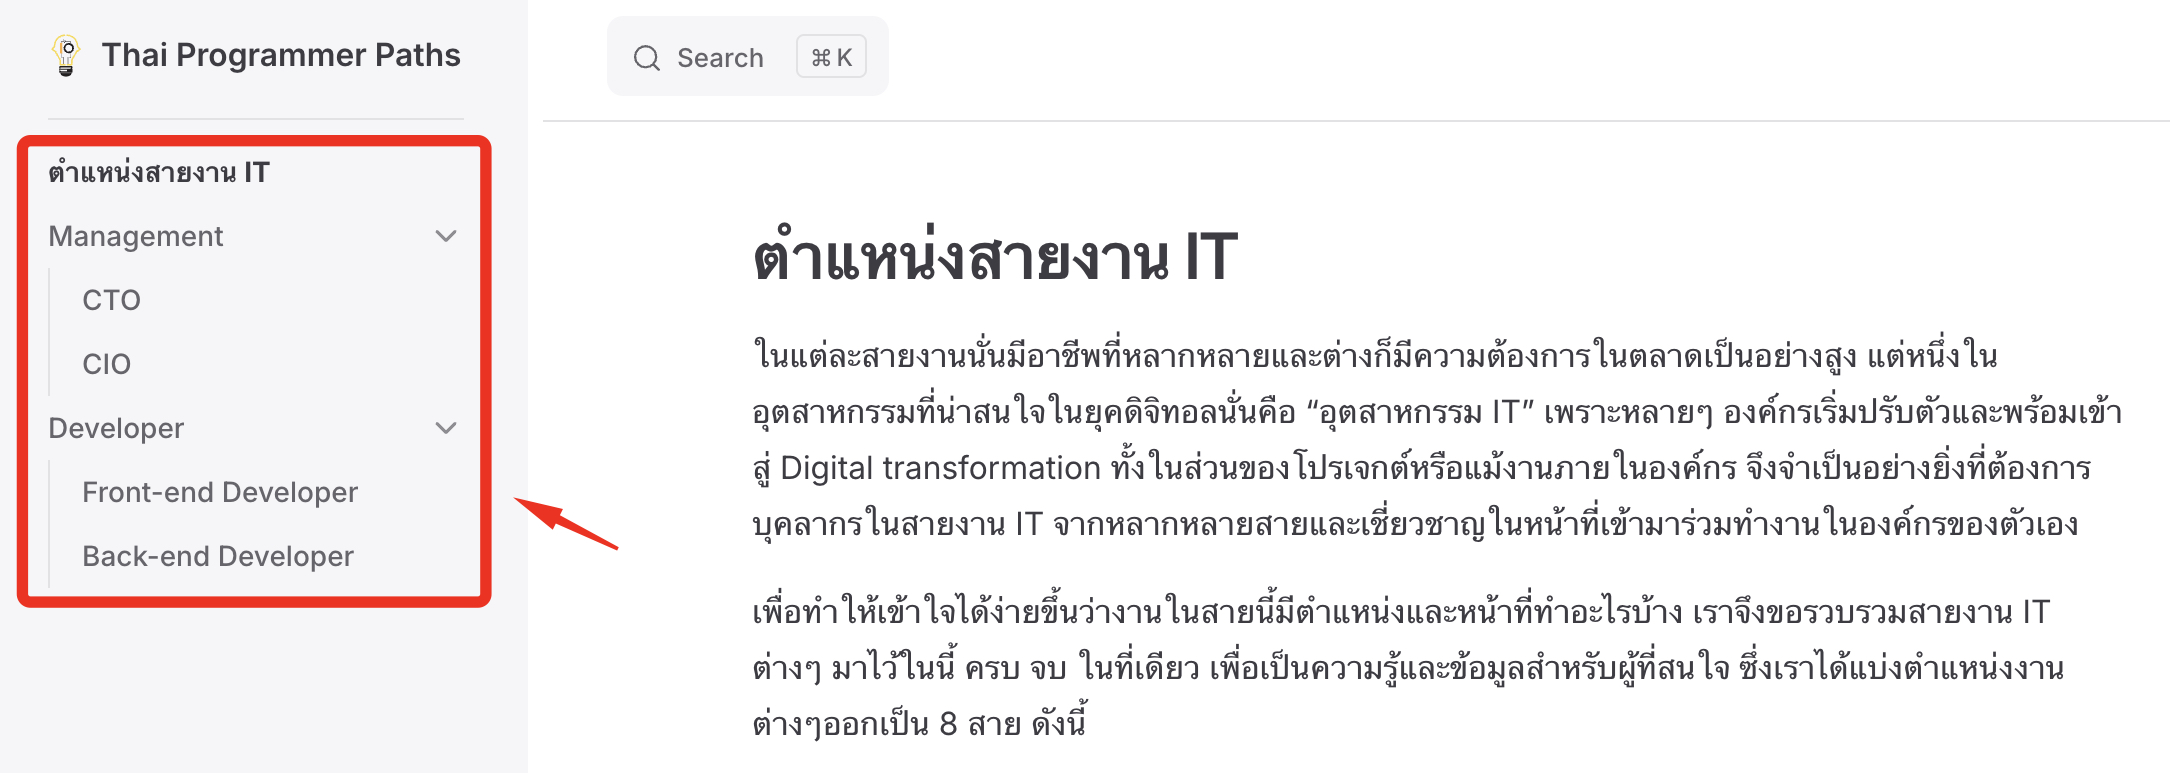 Thai Programmer Paths
Search ⌘ K
ตำแหน่งสายงาน IT
Management
CTO
CIO
Developer
Front-end Developer
Back-end Developer
ตำแหน่งสายงาน IT
ในแต่ละสายงานนั่นมีอาชีพที่หลากหลายและต่างก็มีความต้องการในตลาดเป็นอย่างสูง แต่หนึ่งใน
อุตสาหกรรมที่น่าสนใจในยุคดิจิทอลนั่นคือ “อุตสาหกรรม IT” เพราะหลายๆ องค์กรเริ่มปรับตัวและพร้อมเข้า
สู่ Digital transformation ทั้งในส่วนของโปรเจกต์หรือแม้งานภายในองค์กร จึงจำเป็นอย่างยิ่งที่ต้องการ
บุคลากรในสายงาน IT จากหลากหลายสายและเชี่ยวชาญในหน้าที่เข้ามาร่วมทำงานในองค์กรของตัวเอง
เพื่อทำให้เข้าใจได้ง่ายขึ้นว่างานในสายนี้มีตำแหน่งและหน้าที่ทำอะไรบ้าง เราจึงขอรวบรวมสายงาน IT
ต่างๆ มาไว้ในนี้ ครบ จบ ในที่เดียว เพื่อเป็นความรู้และข้อมูลสำหรับผู้ที่สนใจ ซึ่งเราได้แบ่งตำแหน่งงาน
ต่างๆออกเป็น 8 สาย ดังนี้